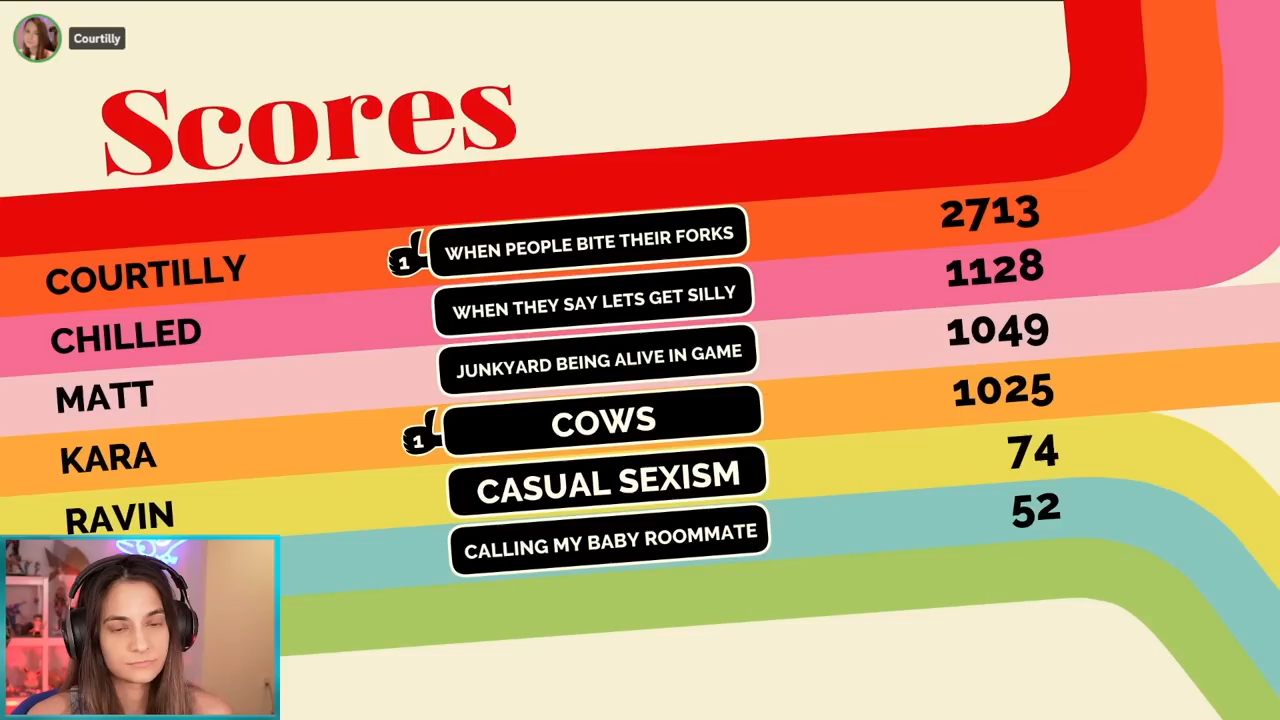 Courtilly
Scores
COURTILLY 1 WHEN PEOPLE BITE THEIR FORKS 2713
CHILLED WHEN THEY SAY LETS GET SILLY 1128
MATT JUNKYARD BEING ALIVE IN GAME 1049
KARA 1 COWS 1025
RAVIN CASUAL SEXISM 74
CALLING MY BABY ROOMMATE 52